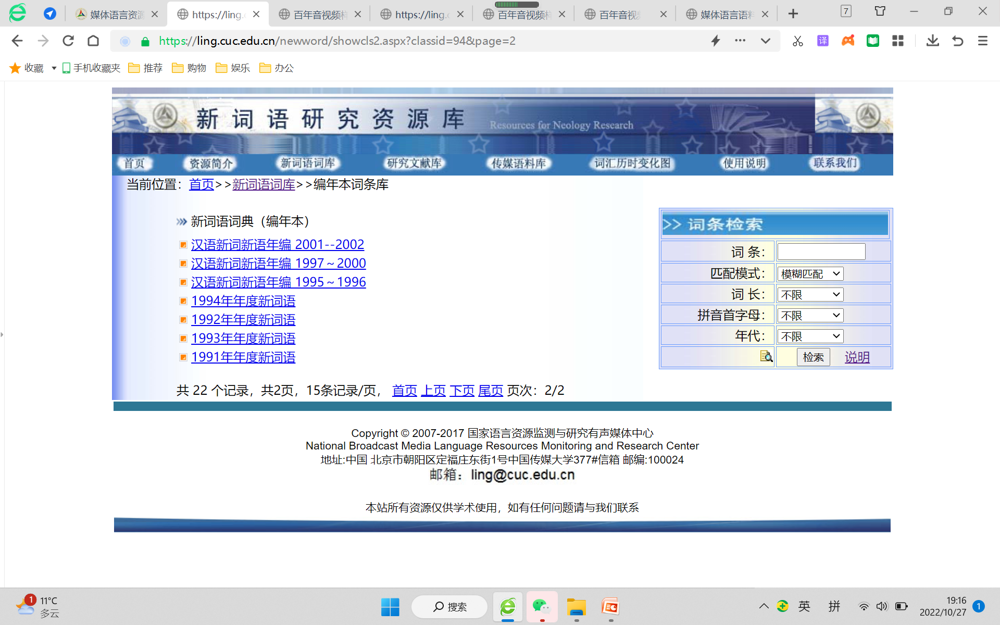 媒体语言资源
https://ling.c
百年音视频样
https://ling.c
百年音视频样
百年音视频
媒体语言语料
7
https://ling.cuc.edu.cn/newword/showcls2.aspx?classid=94&page=2
译
收藏 手机收藏夹 推荐 购物 娱乐 办公
新词语研究资源库 Resources for Neology Research
首页 资源简介 新词语词库 研究文献库 传媒语料库 词汇历时变化图 使用说明 联系我们
当前位置：首页>>新词语词库>>编年本词条库
新词语词典（编年本）
汉语新词新语年编 2001--2002
汉语新词新语年编 1997～2000
汉语新词新语年编 1995～1996
1994年年度新词语
1992年年度新词语
1993年年度新词语
1991年年度新词语
共 22 个记录，共2页，15条记录/页， 首页 上页 下页 尾页 页次：2/2
>> 词条检索
词 条：
匹配模式： 模糊匹配
词 长： 不限
拼音首字母： 不限
年代： 不限
检索 说明
Copyright © 2007-2017 国家语言资源监测与研究有声媒体中心
National Broadcast Media Language Resources Monitoring and Research Center
地址:中国 北京市朝阳区定福庄东街1号中国传媒大学377#信箱 邮编:100024
邮箱：ling@cuc.edu.cn
本站所有资源仅供学术使用，如有任何问题请与我们联系
1
11°C
多云
搜索
英 拼
19:16
2022/10/27
1